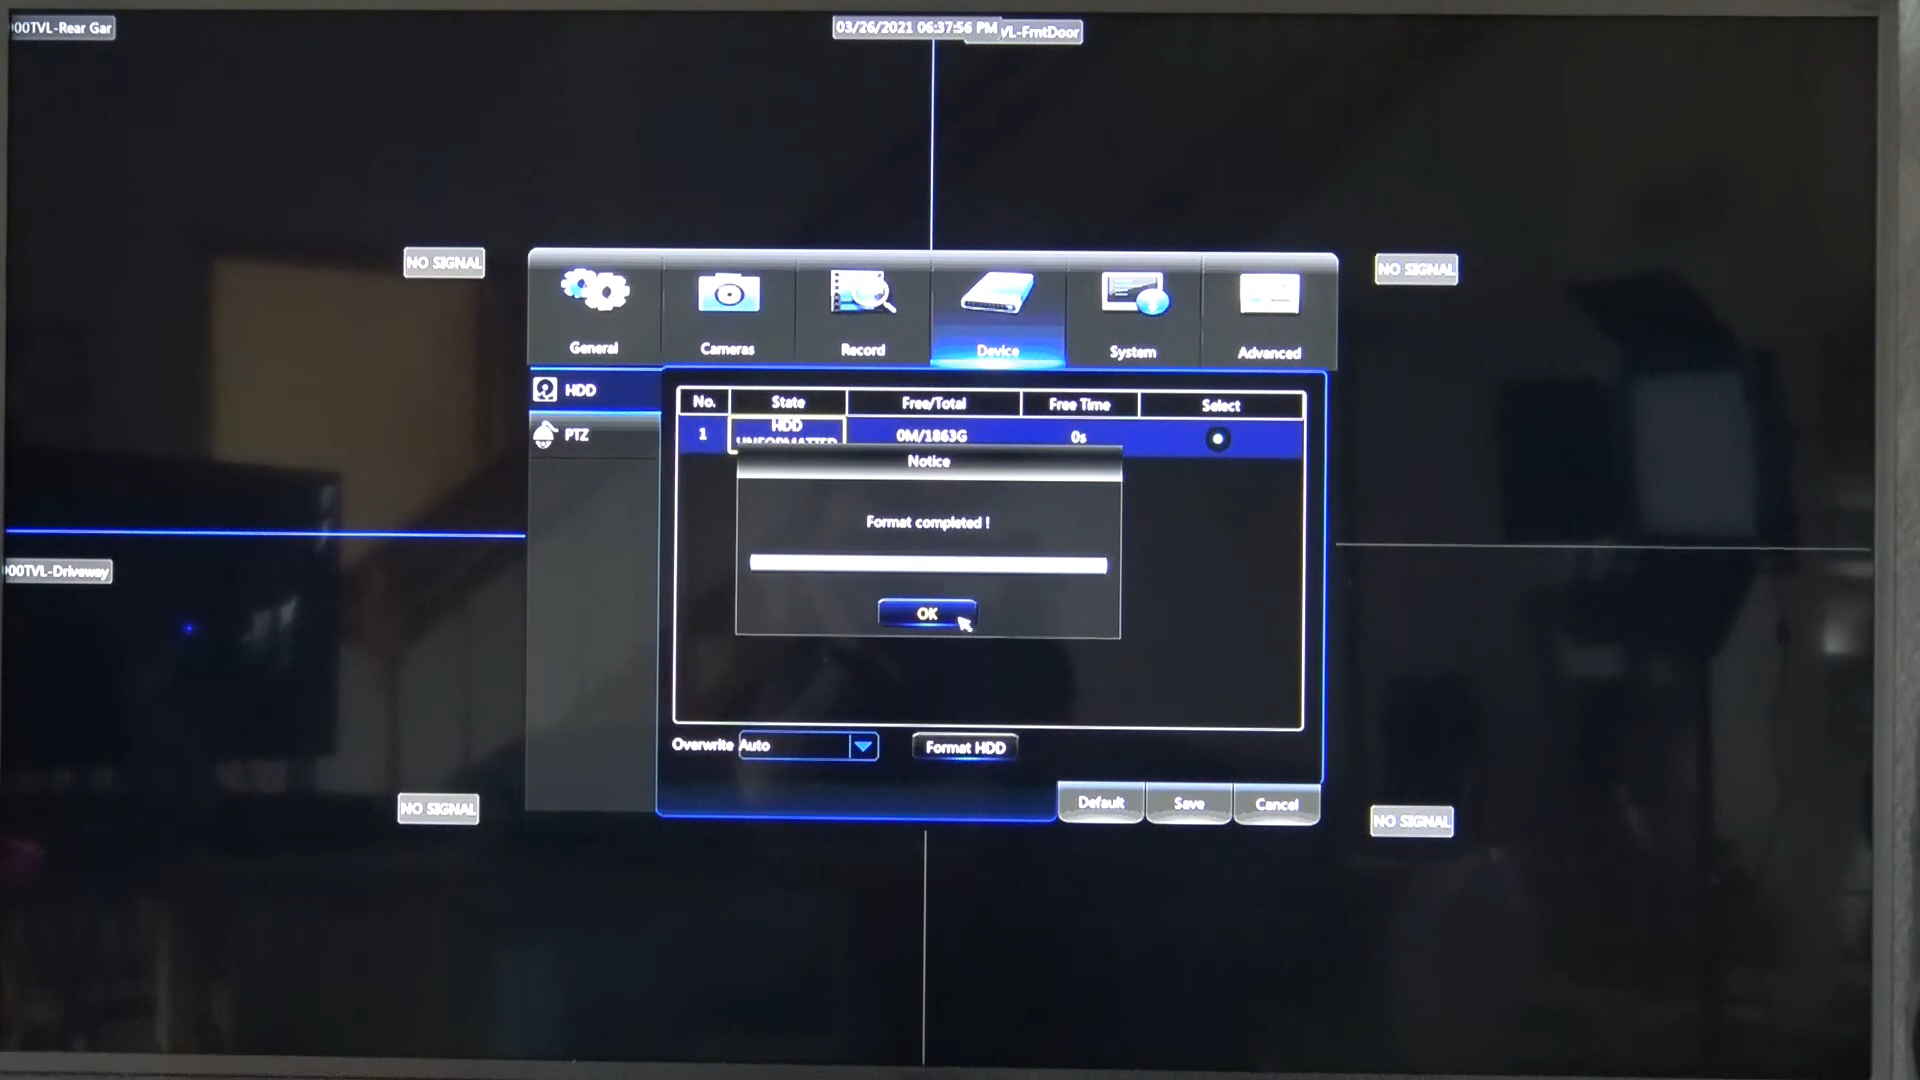 00TVL-Rear Gar
03/26/2021 06:37:56 PM
VL-FrntDoor
NO SIGNAL
NO SIGNAL
General
Cameras
Record
Device
System
Advanced
HDD
PTZ
No. State Free/Total Free Time Select
1 HDD UNFORMATTED 0M/1863G 0s
Notice
Format completed !
OK
00TVL-Driveway
Overwrite Auto Format HDD
Default Save Cancel
NO SIGNAL
NO SIGNAL